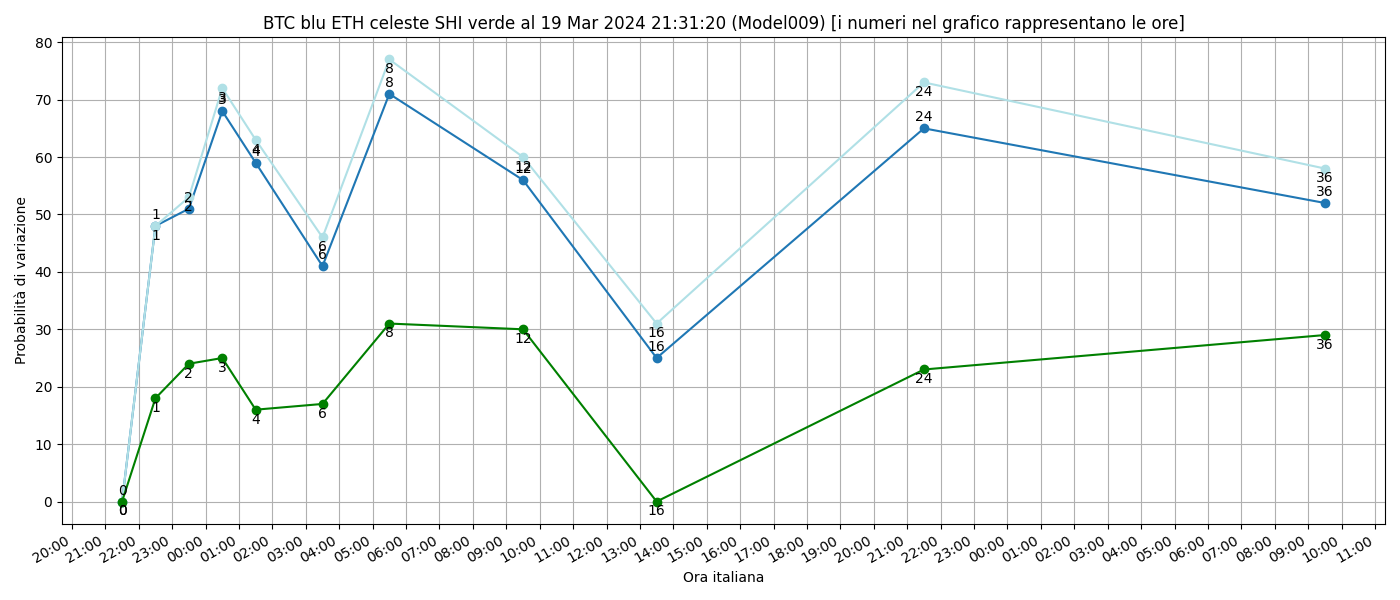 BTC blu ETH celeste SHI verde al 19 Mar 2024 21:31:20 (Model009) [i numeri nel grafico rappresentano le ore]
80
70
60
50
40
30
20
10
0
Probabilità di variazione
0 1 2 3 4 6 8 12 16 24 36
0 1 2 3 4 6 8 12 16 24 36
0 1 2 3 4 6 8 12 16 24 36
20:00 21:00 22:00 23:00 00:00 01:00 02:00 03:00 04:00 05:00 06:00 07:00 08:00 09:00 10:00 11:00 12:00 13:00 14:00 15:00 16:00 17:00 18:00 19:00 20:00 21:00 22:00 23:00 00:00 01:00 02:00 03:00 04:00 05:00 06:00 07:00 08:00 09:00 10:00 11:00
Ora italiana